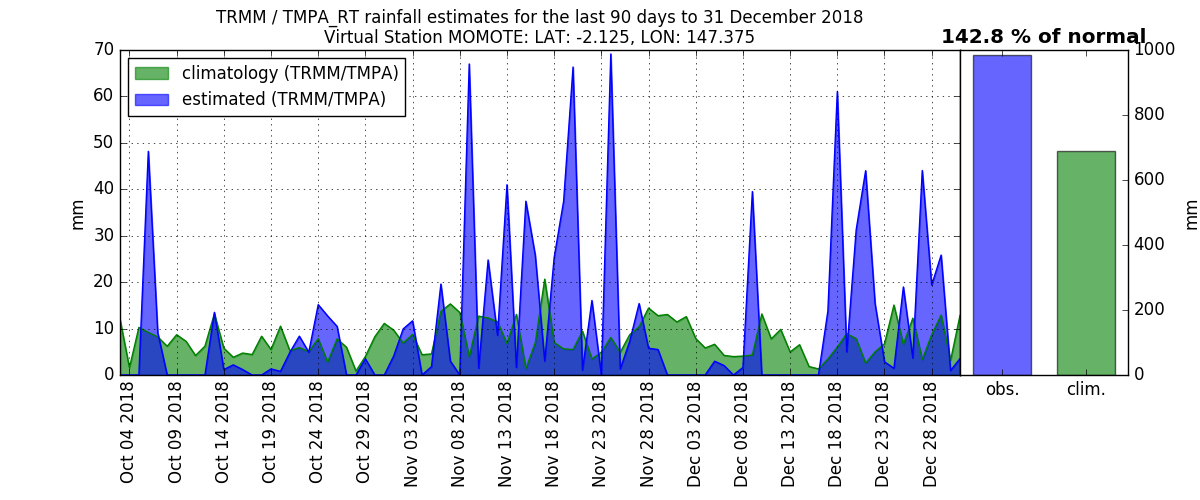 TRMM / TMPA_RT rainfall estimates for the last 90 days to 31 December 2018
Virtual Station MOMOTE: LAT: -2.125, LON: 147.375
142.8 % of normal
climatology (TRMM/TMPA)
estimated (TRMM/TMPA)
70
60
50
40
30
20
10
0
mm
Oct 04 2018
Oct 09 2018
Oct 14 2018
Oct 19 2018
Oct 24 2018
Oct 29 2018
Nov 03 2018
Nov 08 2018
Nov 13 2018
Nov 18 2018
Nov 23 2018
Nov 28 2018
Dec 03 2018
Dec 08 2018
Dec 13 2018
Dec 18 2018
Dec 23 2018
Dec 28 2018
obs.
clim.
1000
800
600
400
200
0
mm